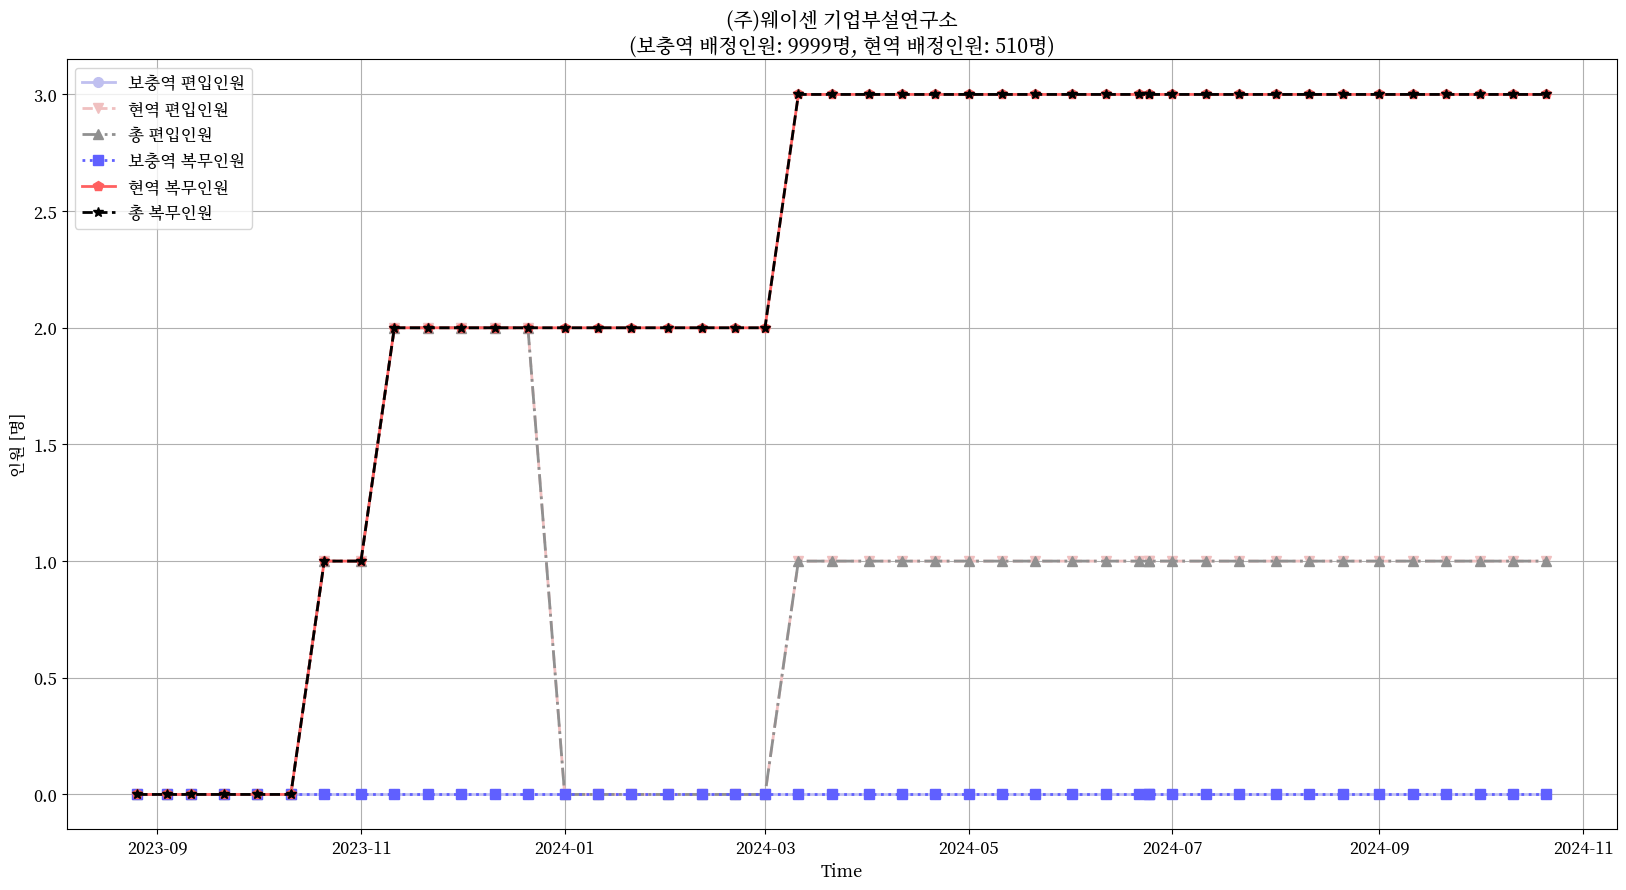 (주)웨이센 기업부설연구소
(보충역 배정인원: 9999명, 현역 배정인원: 510명)
보충역 편입인원
현역 편입인원
총 편입인원
보충역 복무인원
현역 복무인원
총 복무인원
인원 [명]
3.0
2.5
2.0
1.5
1.0
0.5
0.0
2023-09
2023-11
2024-01
2024-03
2024-05
2024-07
2024-09
2024-11
Time